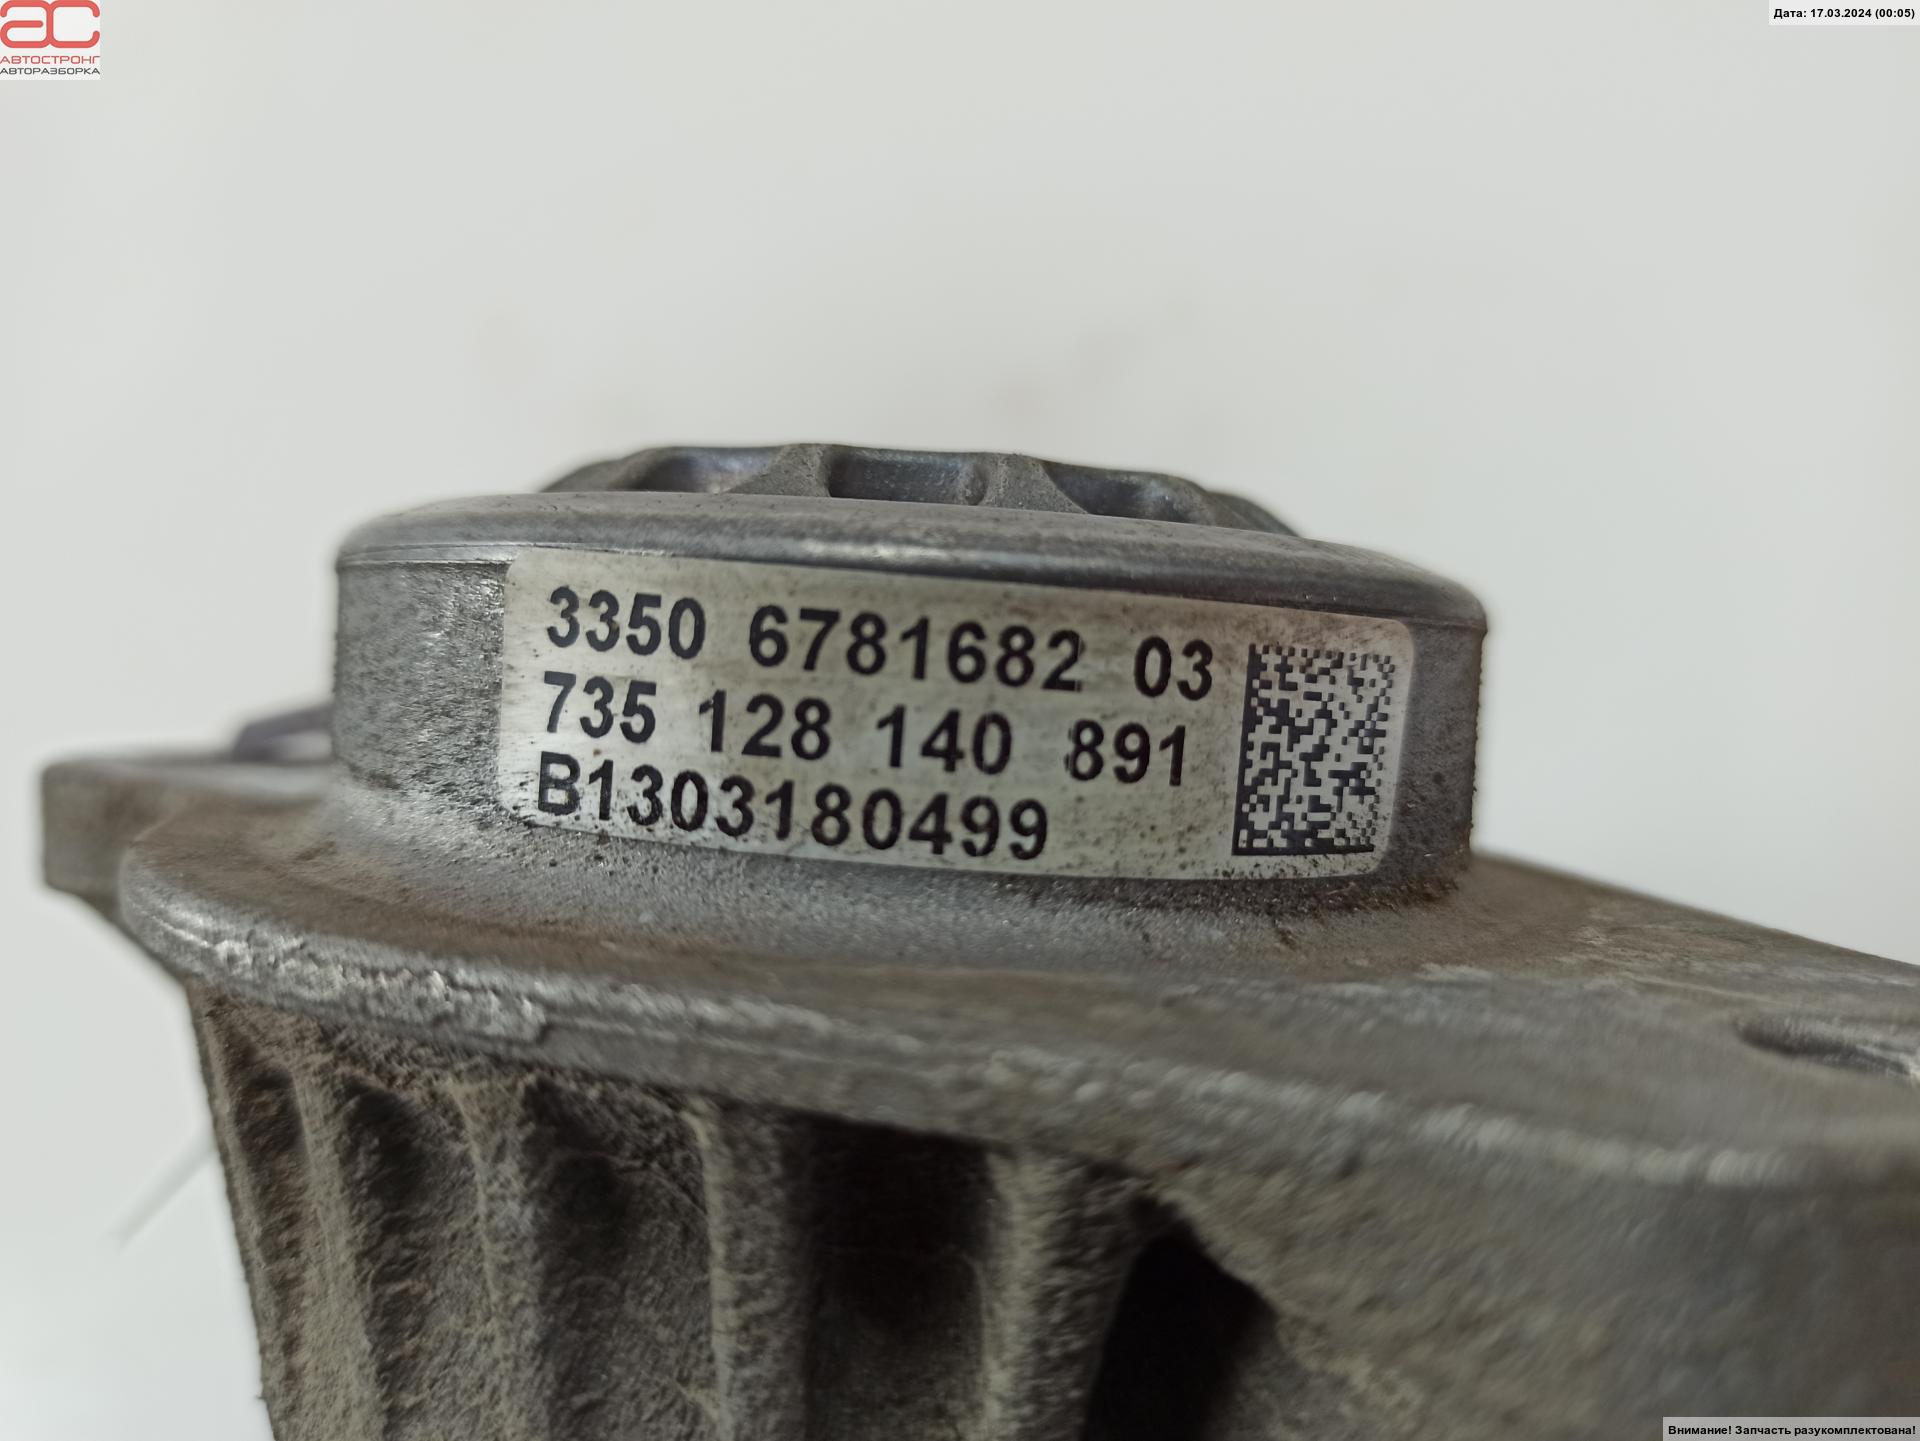 АВТОСТРОНГ
АВТОРАЗБОРКА
Дата: 17.03.2024 (00:05)
3350 6781682 03
735 128 140 891
B1303180499
Внимание! Запчасть разукомплектована!